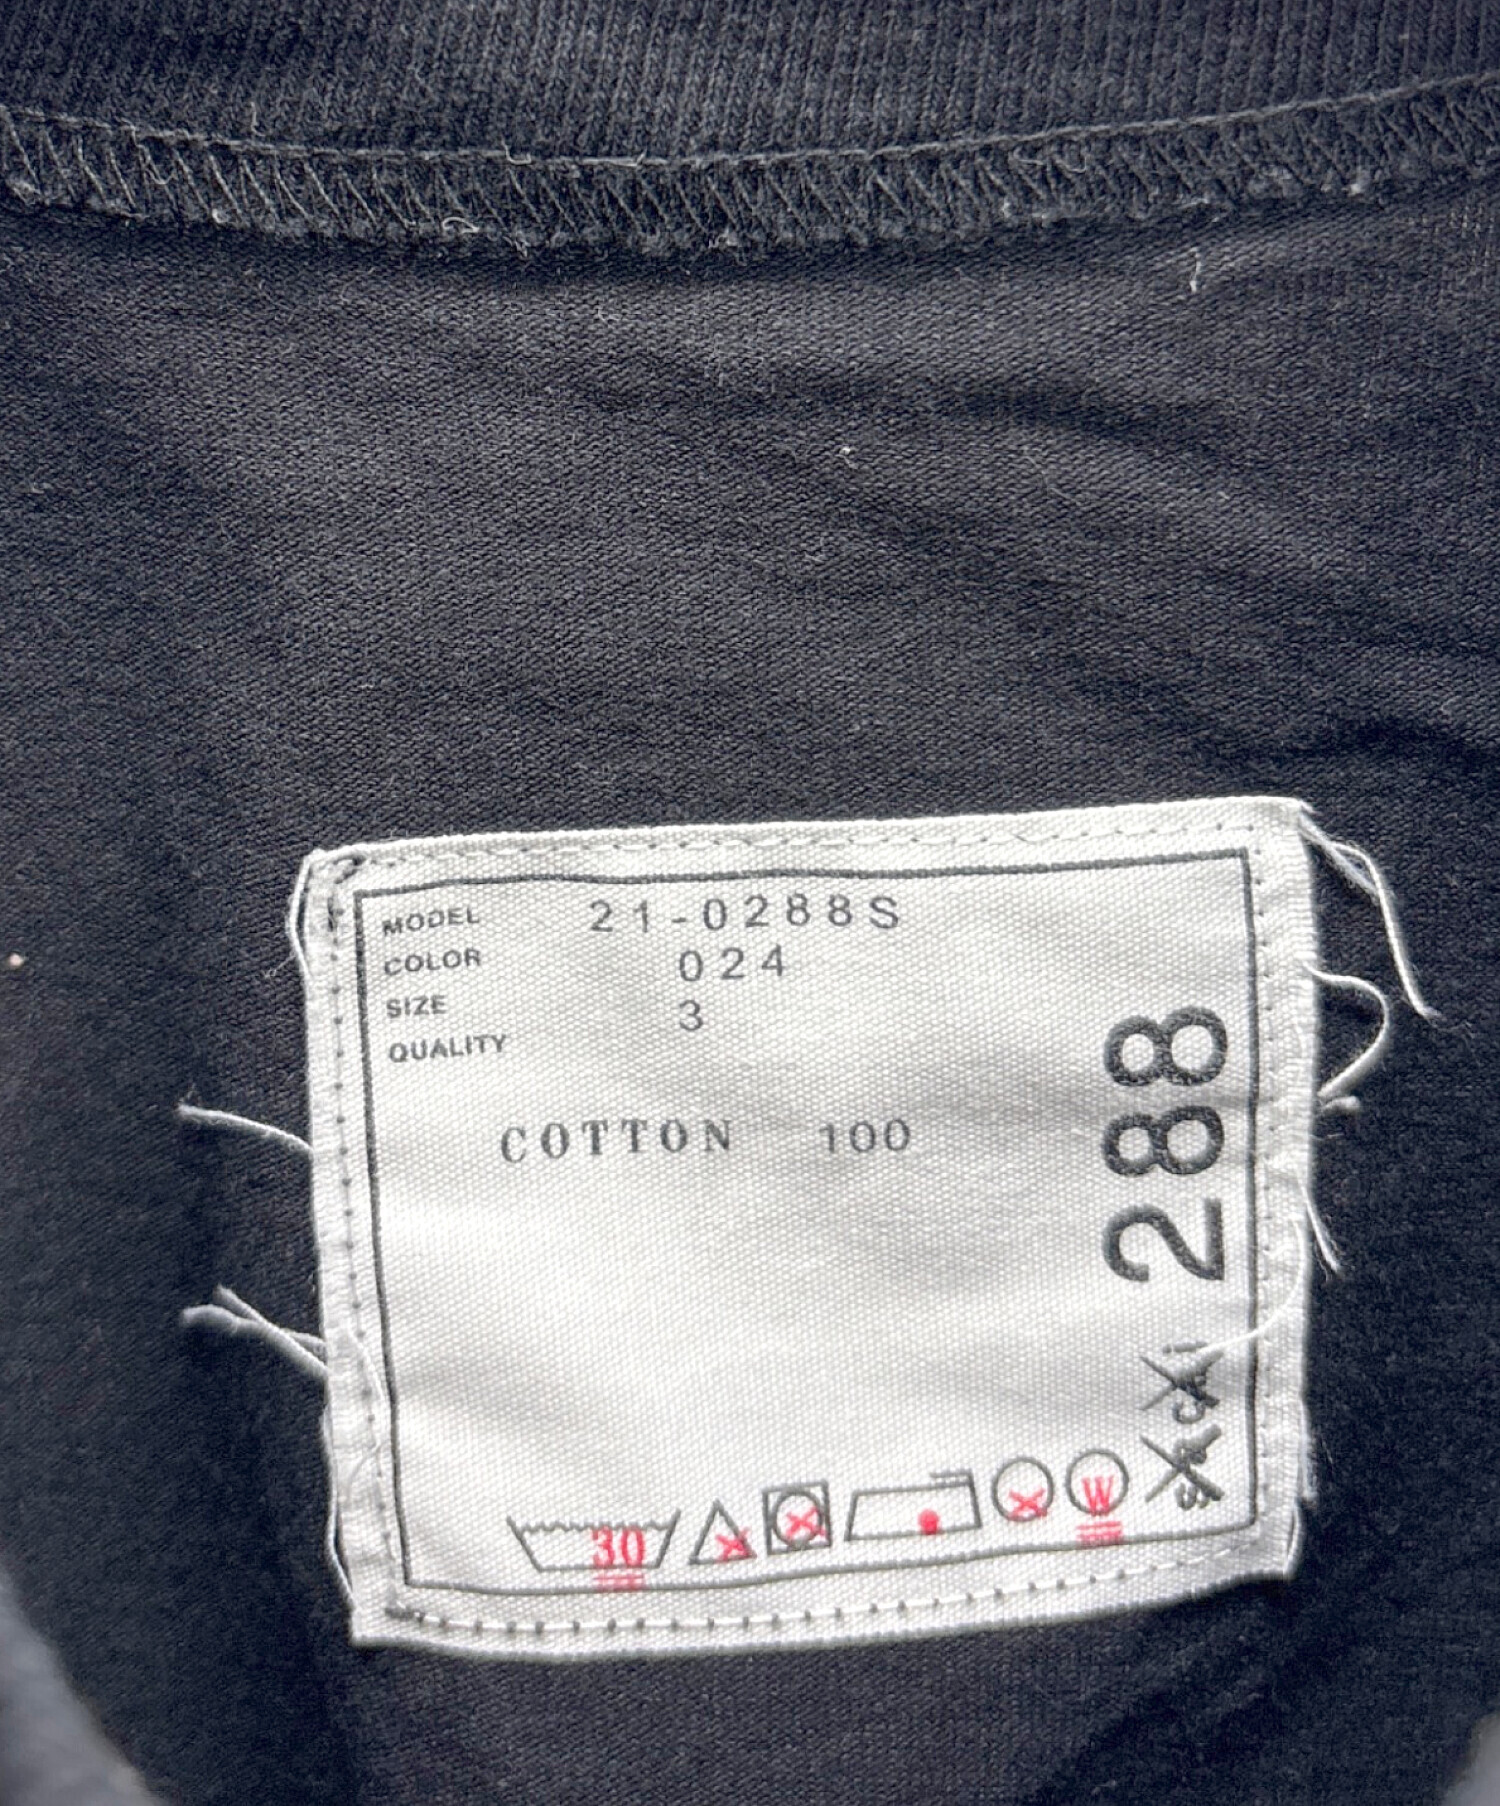 MODEL 21-0288S
COLOR 024
SIZE 3
QUALITY
COTTON 100
288
sacai
30
W